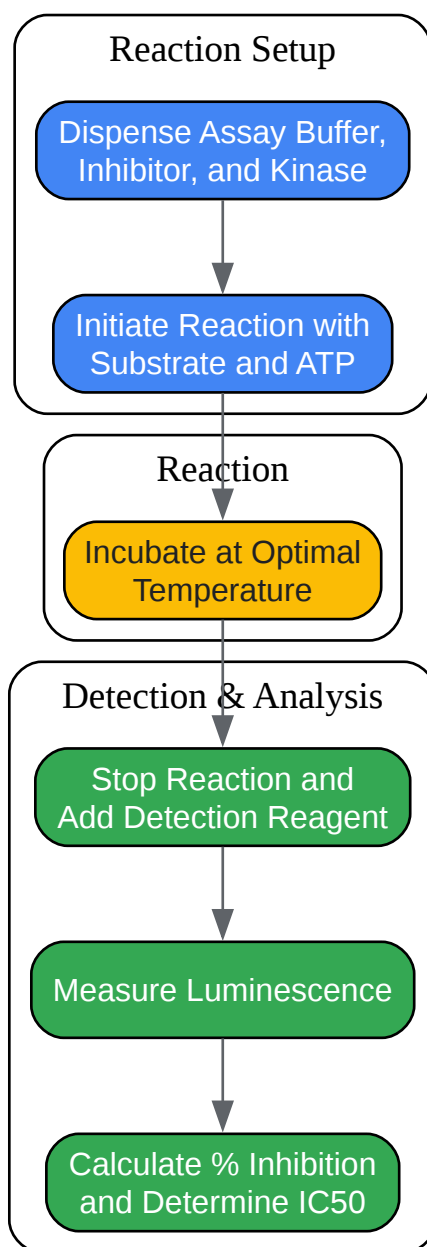 Reaction Setup
Dispense Assay Buffer,
Inhibitor, and Kinase
Initiate Reaction with
Substrate and ATP
Reaction
Incubate at Optimal
Temperature
Detection & Analysis
Stop Reaction and
Add Detection Reagent
Measure Luminescence
Calculate % Inhibition
and Determine IC50